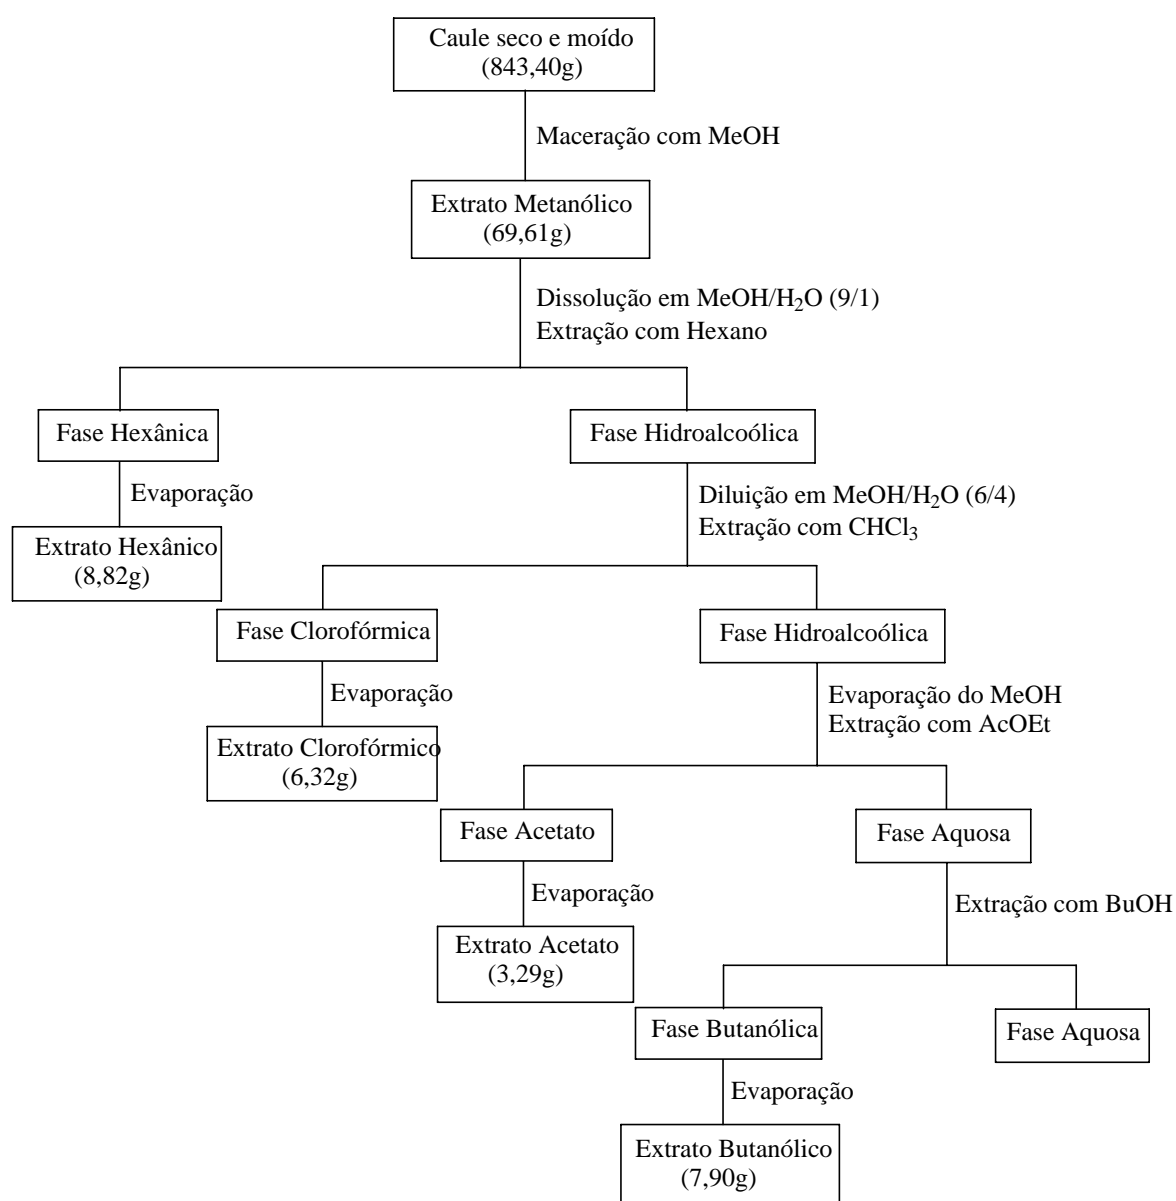 Caule seco e moído
(843,40g)
Maceração com MeOH
Extrato Metanólico
(69,61g)
Dissolução em MeOH/H2O (9/1)
Extração com Hexano
Fase Hexânica
Fase Hidroalcoólica
Evaporação
Diluição em MeOH/H2O (6/4)
Extração com CHCl3
Extrato Hexânico
(8,82g)
Fase Clorofórmica
Fase Hidroalcoólica
Evaporação
Evaporação do MeOH
Extração com AcOEt
Extrato Clorofórmico
(6,32g)
Fase Acetato
Fase Aquosa
Evaporação
Extração com BuOH
Extrato Acetato
(3,29g)
Fase Butanólica
Fase Aquosa
Evaporação
Extrato Butanólico
(7,90g)